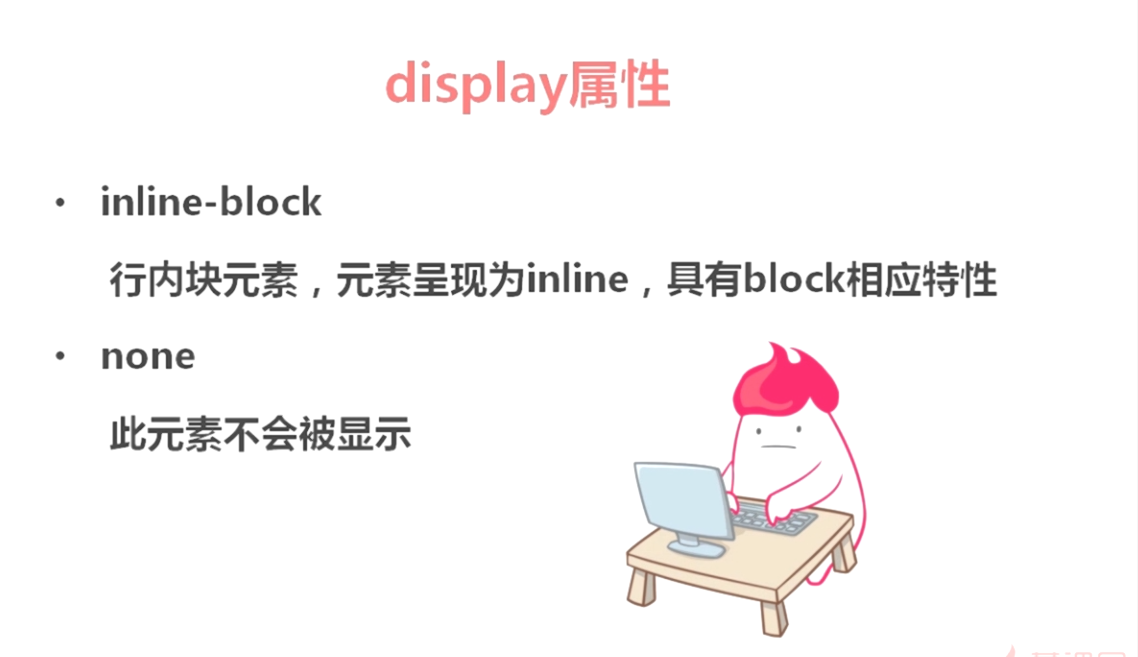 display属性
• inline-block
行内块元素，元素呈现为inline，具有block相应特性
• none
此元素不会被显示